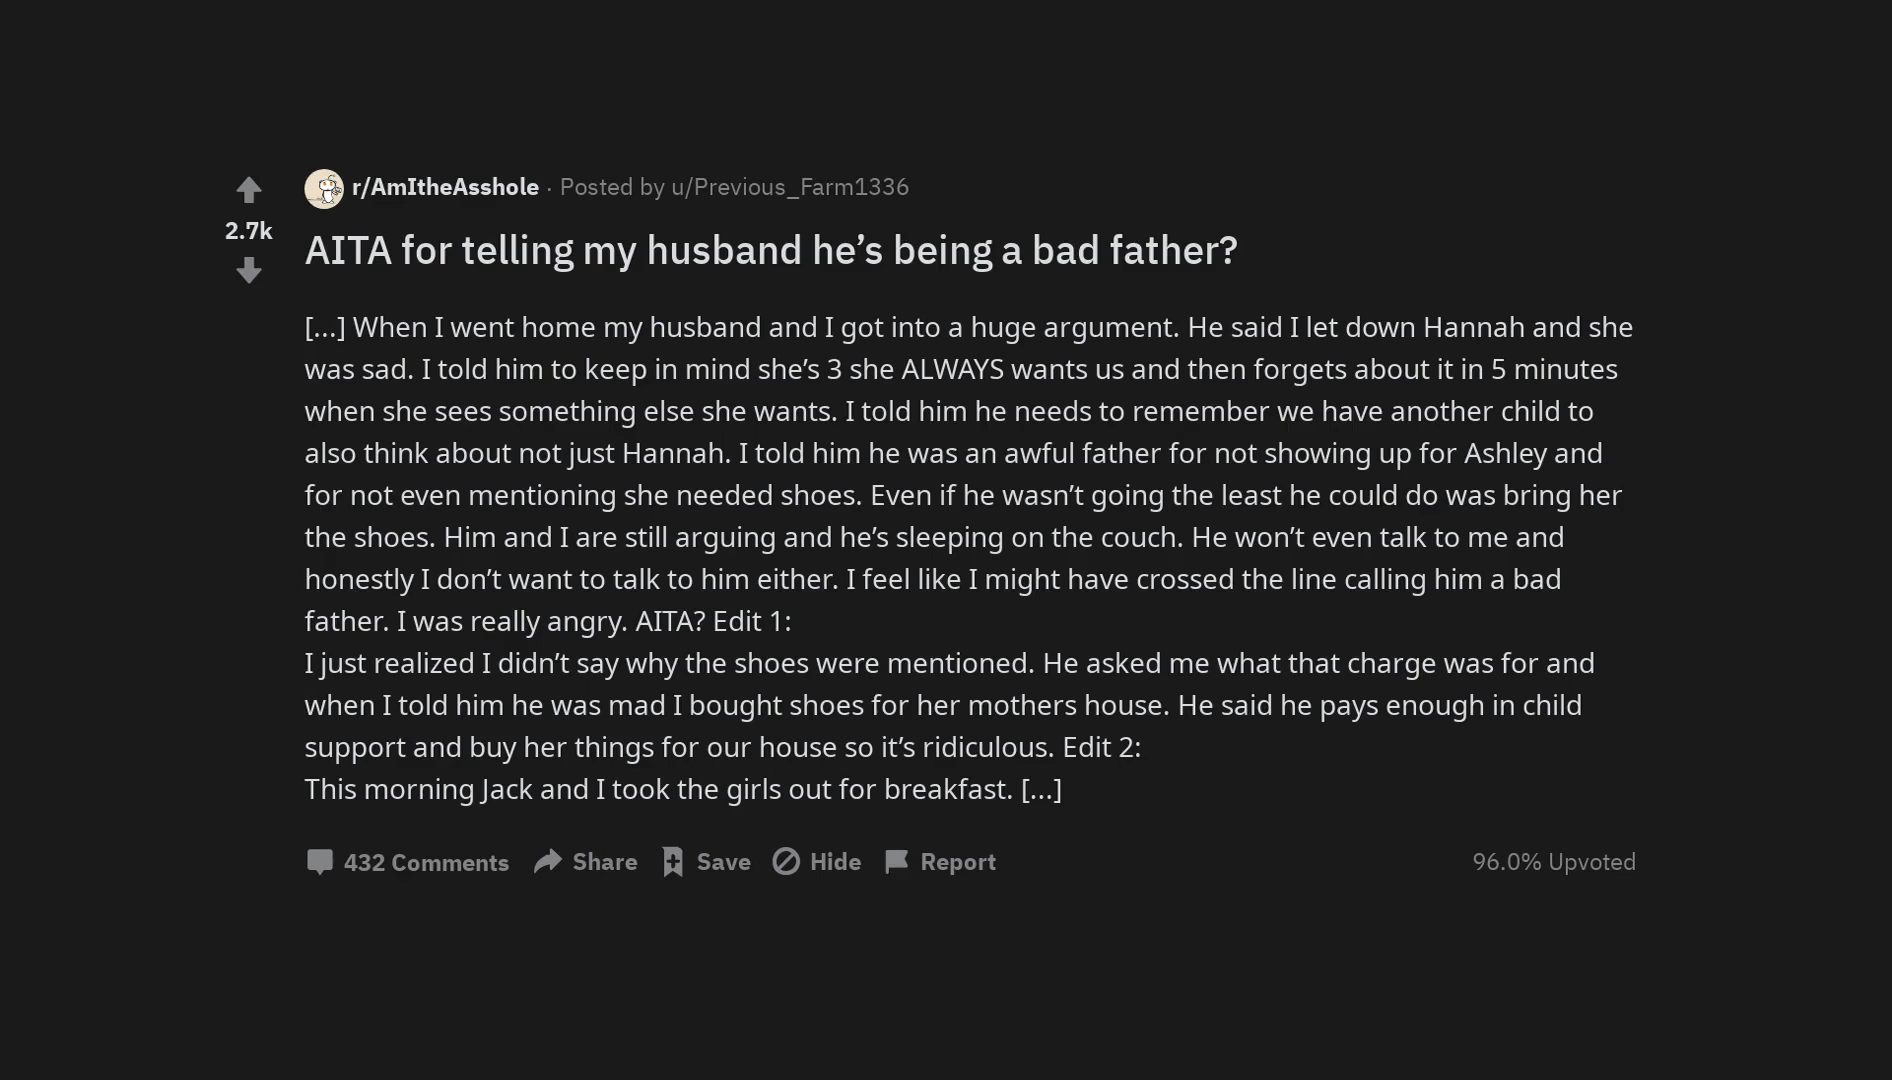 r/AmItheAsshole · Posted by u/Previous_Farm1336
2.7k
AITA for telling my husband he’s being a bad father?
[...] When I went home my husband and I got into a huge argument. He said I let down Hannah and she
was sad. I told him to keep in mind she’s 3 she ALWAYS wants us and then forgets about it in 5 minutes
when she sees something else she wants. I told him he needs to remember we have another child to
also think about not just Hannah. I told him he was an awful father for not showing up for Ashley and
for not even mentioning she needed shoes. Even if he wasn’t going the least he could do was bring her
the shoes. Him and I are still arguing and he’s sleeping on the couch. He won’t even talk to me and
honestly I don’t want to talk to him either. I feel like I might have crossed the line calling him a bad
father. I was really angry. AITA? Edit 1:
I just realized I didn’t say why the shoes were mentioned. He asked me what that charge was for and
when I told him he was mad I bought shoes for her mothers house. He said he pays enough in child
support and buy her things for our house so it’s ridiculous. Edit 2:
This morning Jack and I took the girls out for breakfast. [...]
432 Comments Share Save Hide Report 96.0% Upvoted